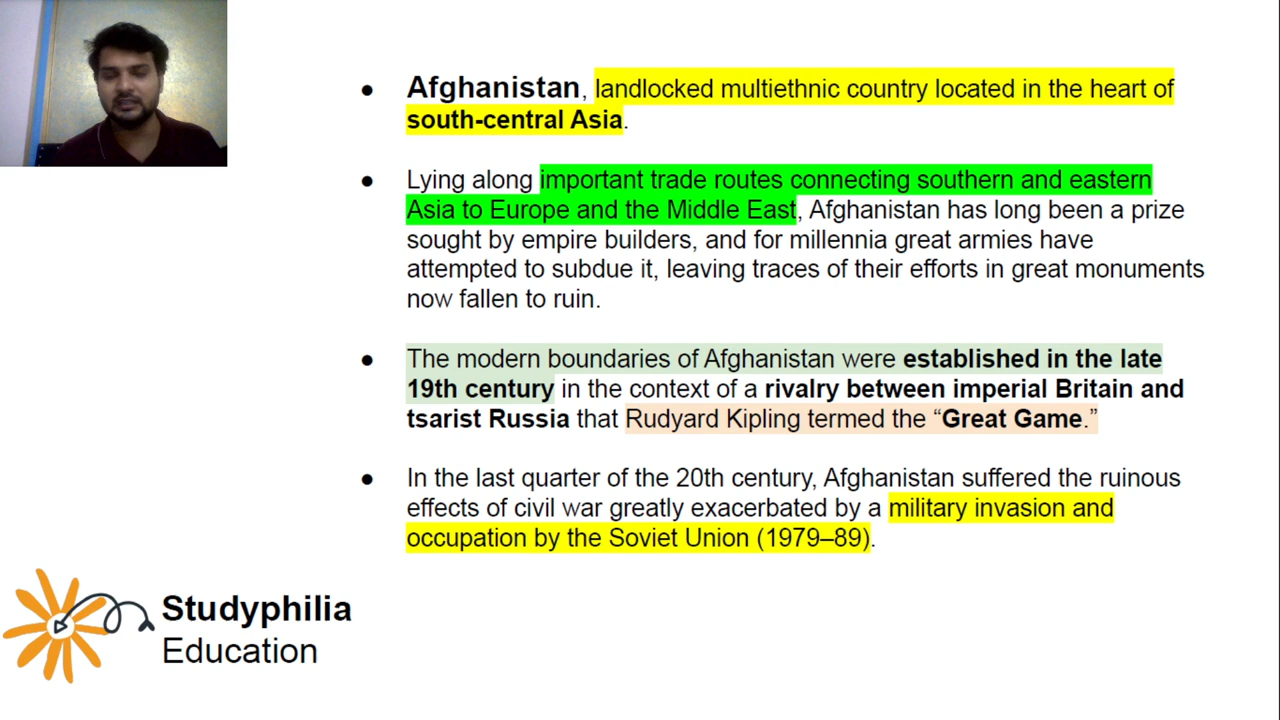 Afghanistan, landlocked multiethnic country located in the heart of
south-central Asia.
Lying along important trade routes connecting southern and eastern
Asia to Europe and the Middle East, Afghanistan has long been a prize
sought by empire builders, and for millennia great armies have
attempted to subdue it, leaving traces of their efforts in great monuments
now fallen to ruin.
The modern boundaries of Afghanistan were established in the late
19th century in the context of a rivalry between imperial Britain and
tsarist Russia that Rudyard Kipling termed the “Great Game.”
In the last quarter of the 20th century, Afghanistan suffered the ruinous
effects of civil war greatly exacerbated by a military invasion and
occupation by the Soviet Union (1979–89).
Studyphilia
Education